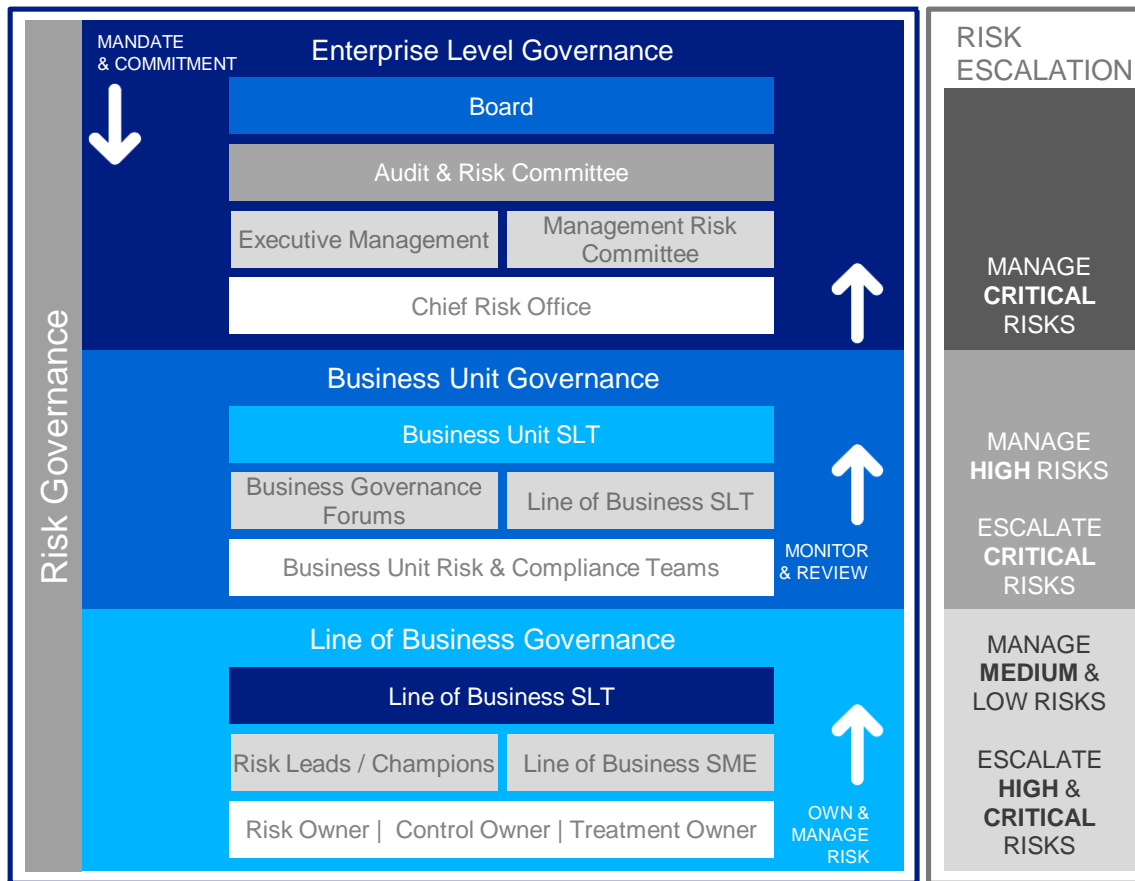 Risk Governance
MANDATE
& COMMITMENT
Enterprise Level Governance
Board
Audit & Risk Committee
Executive Management
Management Risk
Committee
Chief Risk Office
Business Unit Governance
Business Unit SLT
Business Governance
Forums
Line of Business SLT
Business Unit Risk & Compliance Teams
MONITOR
& REVIEW
Line of Business Governance
Line of Business SLT
Risk Leads / Champions
Line of Business SME
Risk Owner | Control Owner | Treatment Owner
OWN &
MANAGE
RISK
RISK
ESCALATION
MANAGE
CRITICAL
RISKS
MANAGE
HIGH RISKS
ESCALATE
CRITICAL
RISKS
MANAGE
MEDIUM &
LOW RISKS
ESCALATE
HIGH &
CRITICAL
RISKS